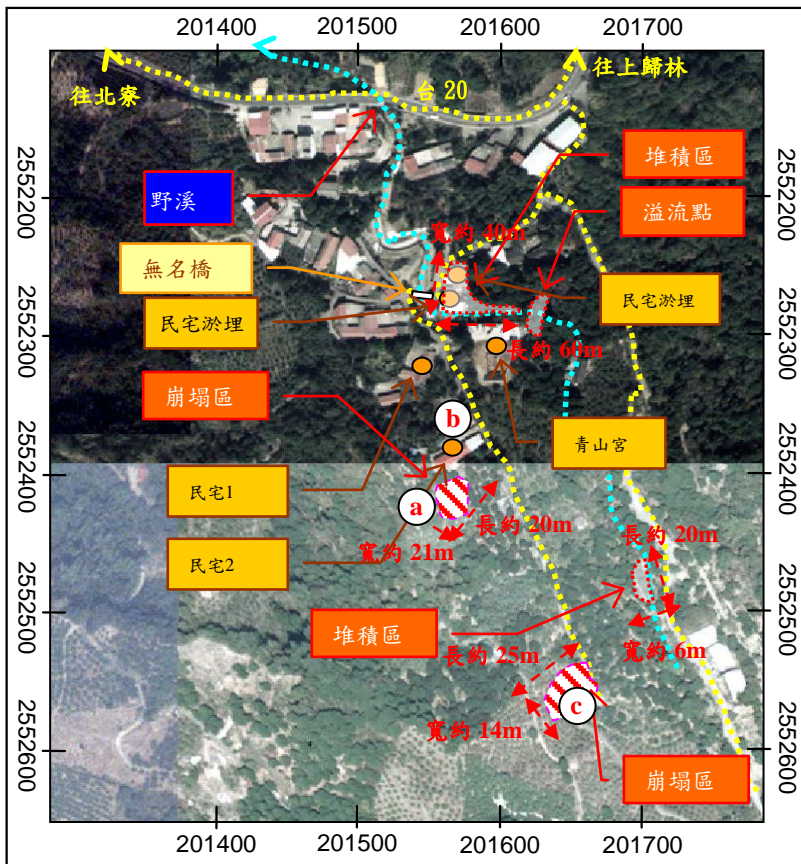 201400
201500
201600
201700
往北寮
台 20
往上歸林
堆積區
野溪
溢流點
2552200
2552200
寬約 40m
無名橋
民宅淤埋
民宅淤埋
2552300
2552300
長約 60m
崩塌區
b
青山宮
2552400
2552400
民宅1
a
長約 20m
長約 20m
寬約 21m
民宅2
2552500
2552500
堆積區
長約 25m
寬約 6m
c
寬約 14m
2552600
2552600
崩塌區
201400
201500
201600
201700